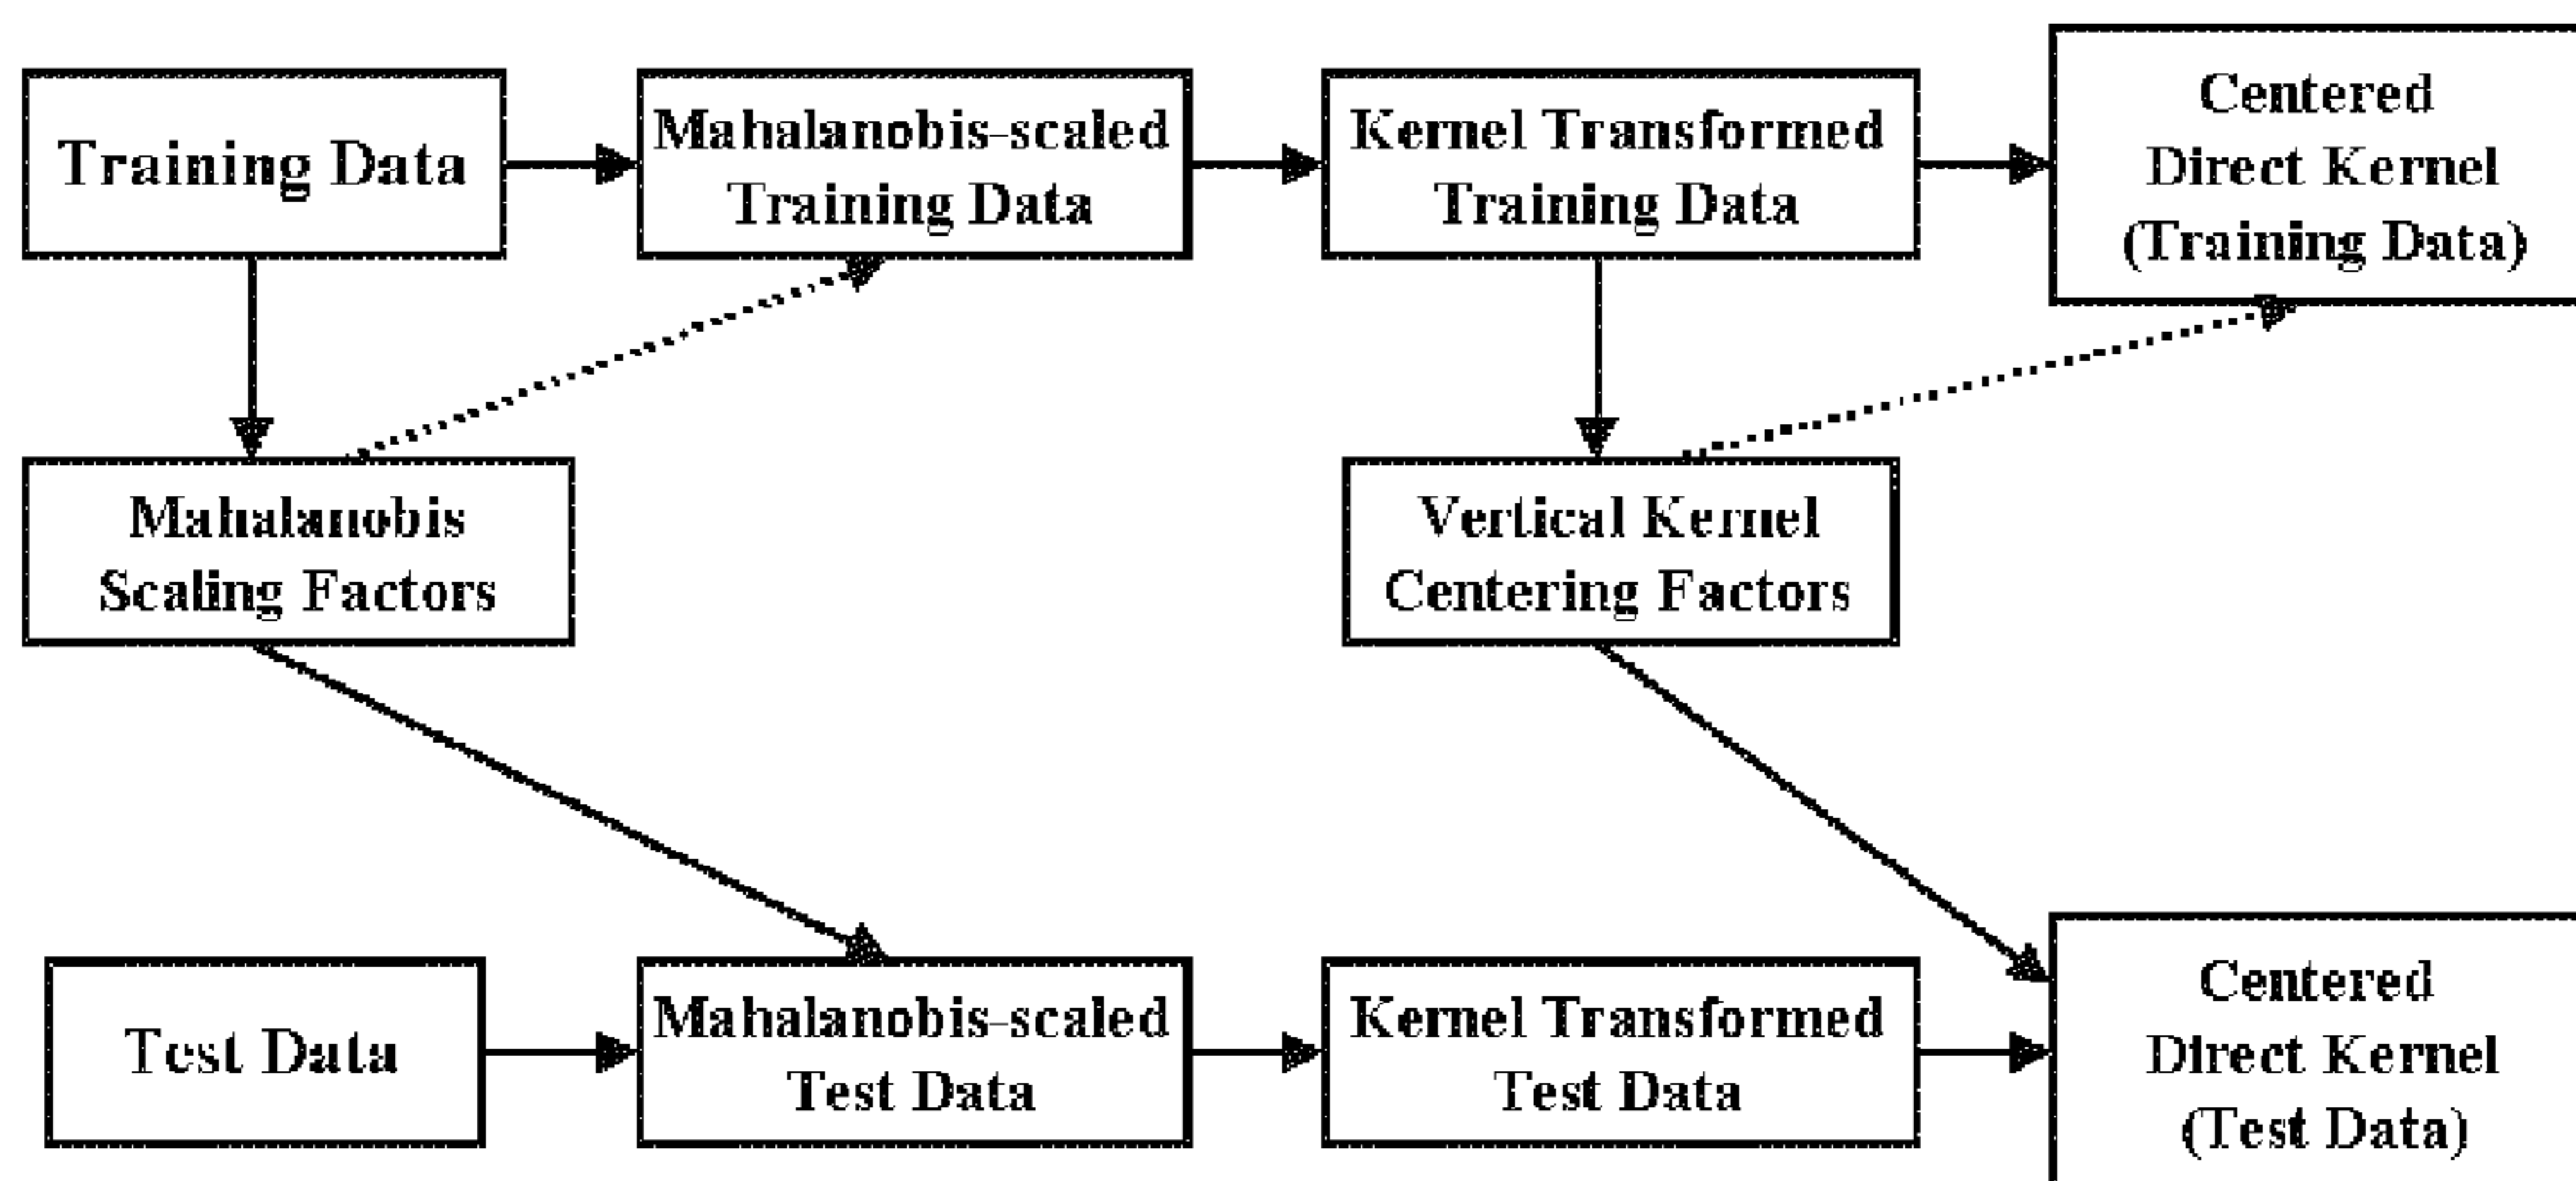 Training Data
Mahalanobis-scaled
Training Data
Kernel Transformed
Training Data
Centered
Direct Kernel
(Training Data)
Mahalanobis
Scaling Factors
Vertical Kernel
Centering Factors
Test Data
Mahalanobis-scaled
Test Data
Kernel Transformed
Test Data
Centered
Direct Kernel
(Test Data)